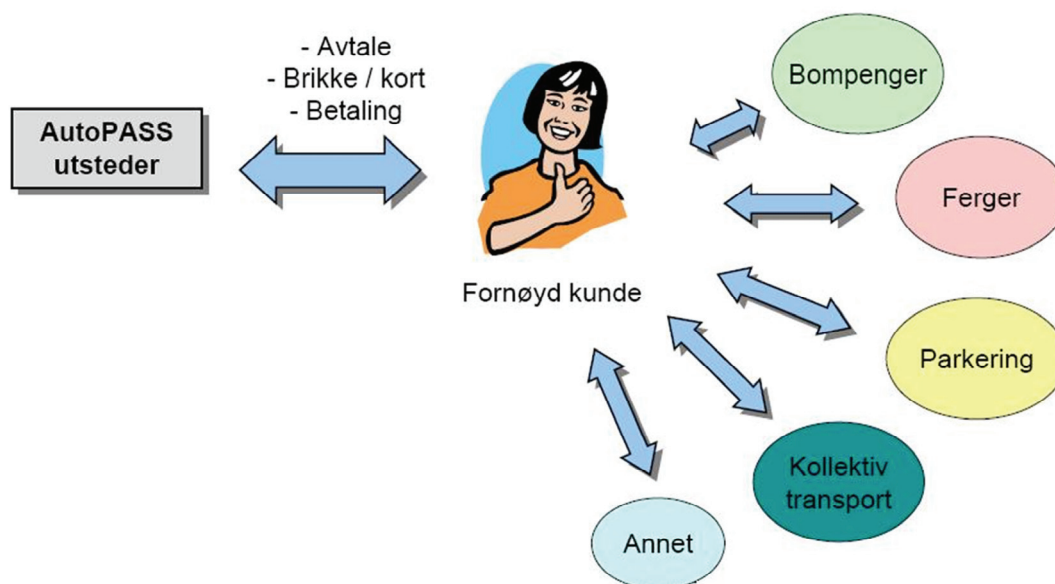 - Avtale
- Brikke / kort
- Betaling
AutoPASS
utsteder
Fornøyd kunde
Bompenger
Ferger
Parkering
Kollektiv
transport
Annet